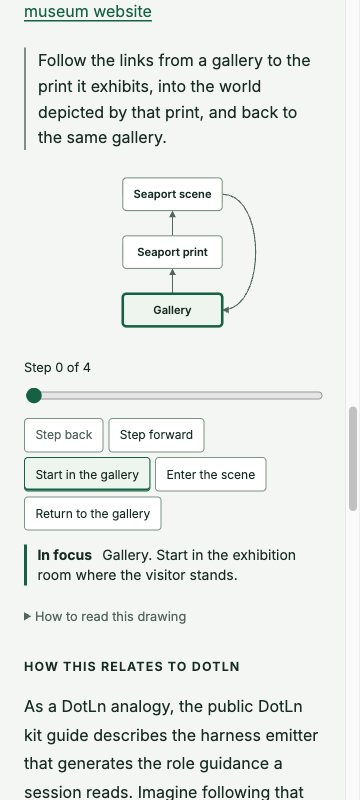 museum website
Follow the links from a gallery to the
print it exhibits, into the world
depicted by that print, and back to
the same gallery.
Seaport scene
Seaport print
Gallery
Step 0 of 4
Step back Step forward
Start in the gallery Enter the scene
Return to the gallery
In focus Gallery. Start in the exhibition
room where the visitor stands.
How to read this drawing
HOW THIS RELATES TO DOTLN
As a DotLn analogy, the public DotLn
kit guide describes the harness emitter
that generates the role guidance a
session reads. Imagine following that